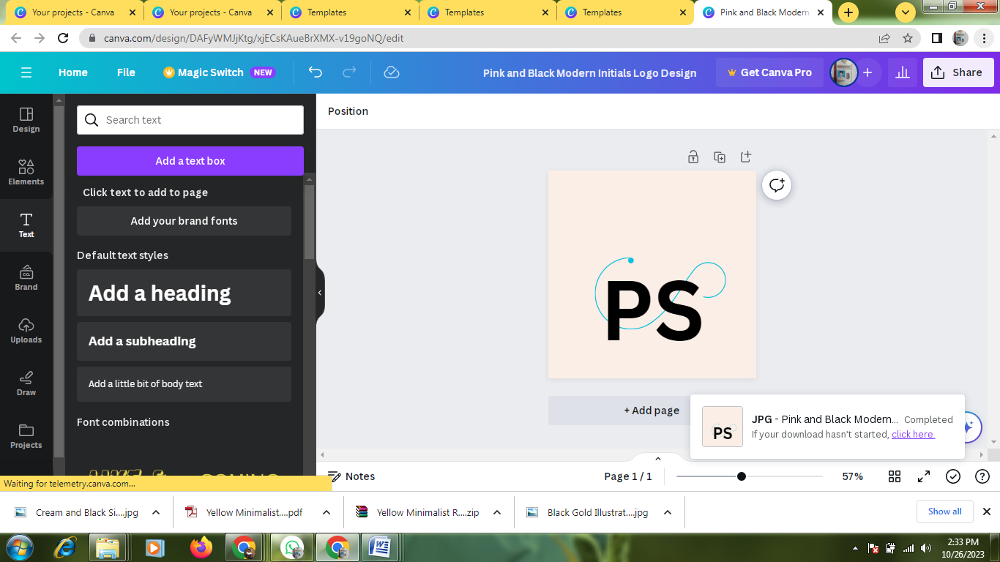 Your projects - Canva
Your projects - Canva
Templates
Templates
Templates
Pink and Black Modern
canva.com/design/DAFyWMJjKtg/xjECsKAueBrXMX-v19goNQ/edit
Home
File
Magic Switch
NEW
Pink and Black Modern Initials Logo Design
Get Canva Pro
Share
Design
Elements
Text
Brand
CO.
Uploads
Draw
Projects
Search text
Add a text box
Click text to add to page
Add your brand fonts
Default text styles
Add a heading
Add a subheading
Add a little bit of body text
Font combinations
COMING
Position
PS
+ Add page
PS
JPG - Pink and Black Modern... Completed
If your download hasn't started, click here.
Waiting for telemetry.canva.com...
Notes
Page 1 / 1
57%
Cream and Black Si....jpg
Yellow Minimalist....pdf
Yellow Minimalist R....zip
Black Gold Illustrat....jpg
Show all
2:33 PM
10/26/2023